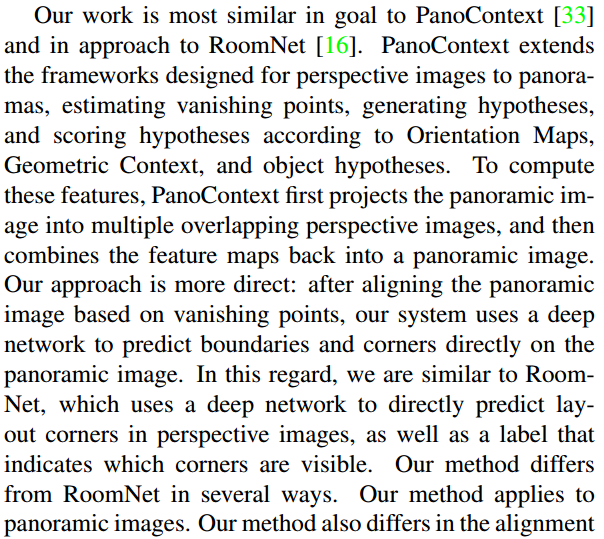 Our work is most similar in goal to PanoContext [33]
and in approach to RoomNet [16]. PanoContext extends
the frameworks designed for perspective images to panora-
mas, estimating vanishing points, generating hypotheses,
and scoring hypotheses according to Orientation Maps,
Geometric Context, and object hypotheses. To compute
these features, PanoContext first projects the panoramic im-
age into multiple overlapping perspective images, and then
combines the feature maps back into a panoramic image.
Our approach is more direct: after aligning the panoramic
image based on vanishing points, our system uses a deep
network to predict boundaries and corners directly on the
panoramic image. In this regard, we are similar to Room-
Net, which uses a deep network to directly predict lay-
out corners in perspective images, as well as a label that
indicates which corners are visible. Our method differs
from RoomNet in several ways. Our method applies to
panoramic images. Our method also differs in the alignment